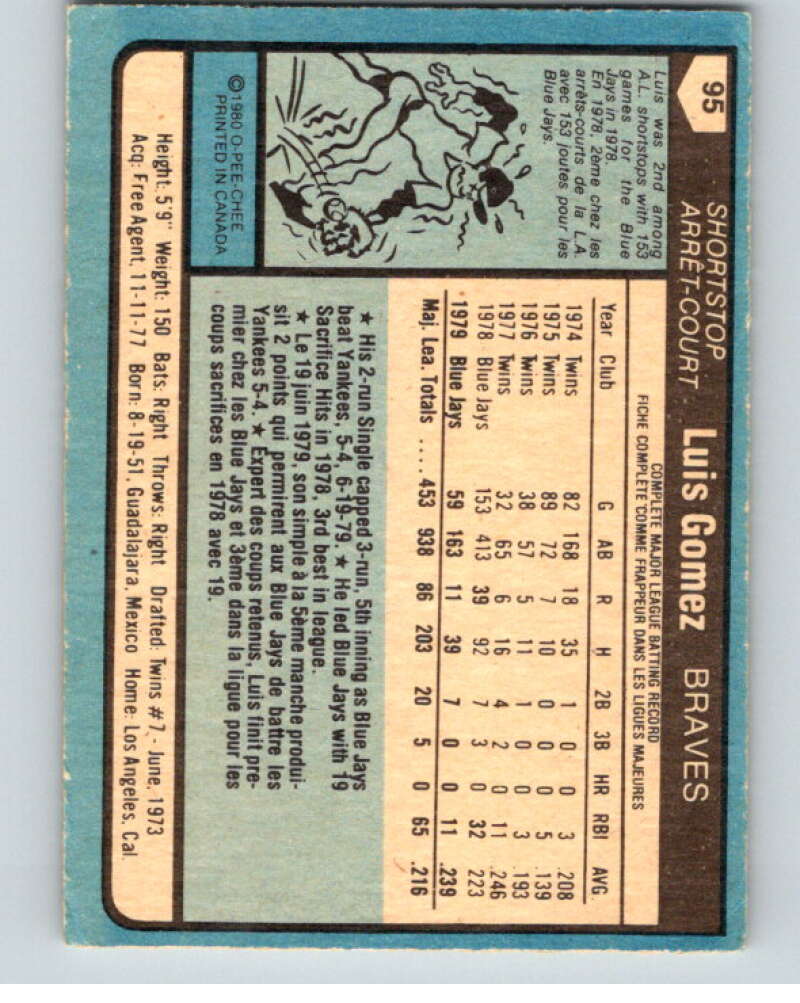 95
SHORTSTOP
ARRÊT-COURT
Luis Gomez BRAVES
Luis was 2nd among
A.L. shortstops with 153
games for the Blue
Jays in 1978.
En 1978, 2ème chez les
arrêts-courts de la L.A.
avec 153 joutes pour les
Blue Jays.
©1980 O-PEE-CHEE
PRINTED IN CANADA
COMPLETE MAJOR LEAGUE BATTING RECORD
FICHE COMPLÈTE COMME FRAPPEUR DANS LES LIGUES MAJEURES
Year Club G AB R H 2B 3B HR RBI AVG.
1974 Twins 82 168 18 35 1 0 0 3 .208
1975 Twins 89 72 7 10 0 0 0 5 .139
1976 Twins 38 57 5 11 1 0 0 3 .193
1977 Twins 32 65 6 16 4 2 0 11 .246
1978 Blue Jays 153 413 39 92 7 3 0 32 .223
1979 Blue Jays 59 163 11 39 7 0 0 11 .239
Maj. Lea. Totals .... 453 938 86 203 20 5 0 65 .216
★ His 2-run Single capped 3-run, 5th inning as Blue Jays
beat Yankees, 5-4, 6-19-79. ★ He led Blue Jays with 19
Sacrifice Hits in 1978, 3rd best in league.
★ Le 19 juin 1979, son simple à la 5ème manche produi-
sit 2 points qui permirent aux Blue Jays de battre les
Yankees 5-4. ★ Expert des coups retenus, Luis finit pre-
mier chez les Blue Jays et 3ème dans la ligue pour les
coups sacrifices en 1978 avec 19.
Height: 5'9" Weight: 150 Bats: Right Throws: Right Drafted: Twins #7 - June, 1973
Acq: Free Agent, 11-11-77 Born: 8-19-51, Guadalajara, Mexico Home: Los Angeles, Cal.